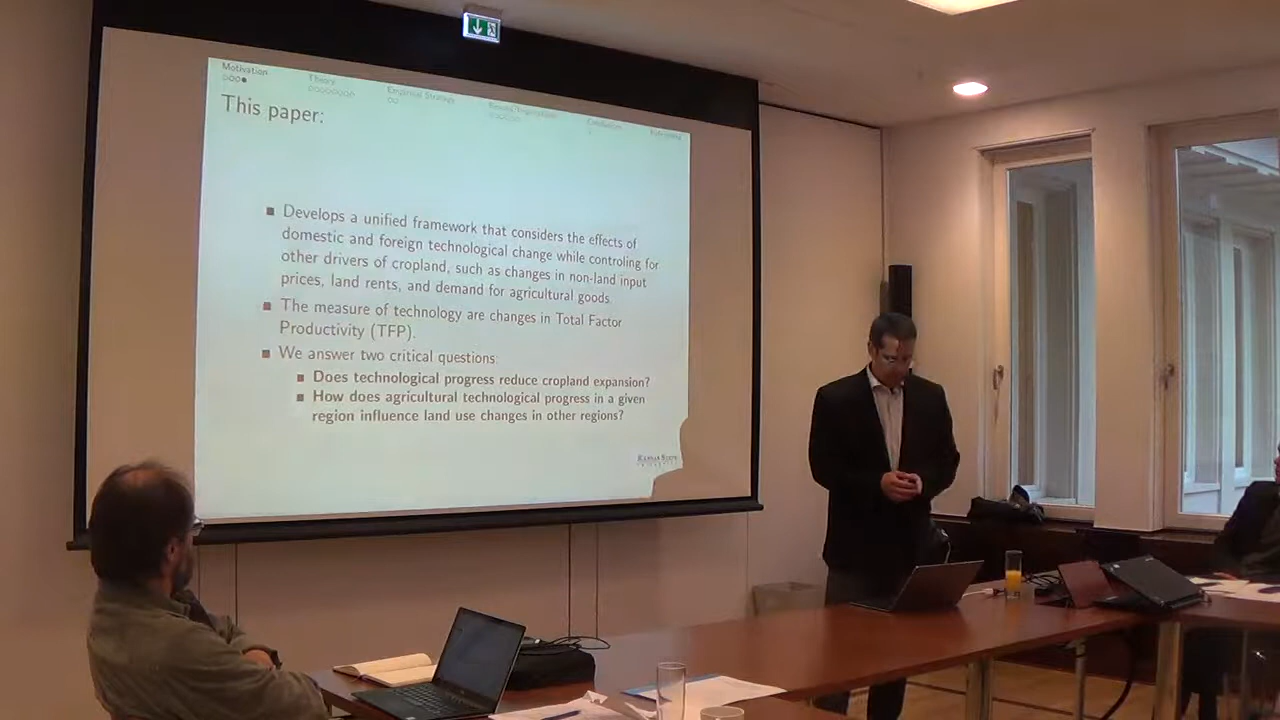 Motivation
Theory
Empirical Strategy
This paper:
Develops a unified framework that considers the effects of
domestic and foreign technological change while controling for
other drivers of cropland, such as changes in non-land input
prices, land rents, and demand for agricultural goods.
The measure of technology are changes in Total Factor
Productivity (TFP).
We answer two critical questions:
Does technological progress reduce cropland expansion?
How does agricultural technological progress in a given
region influence land use changes in other regions?
Kansas State